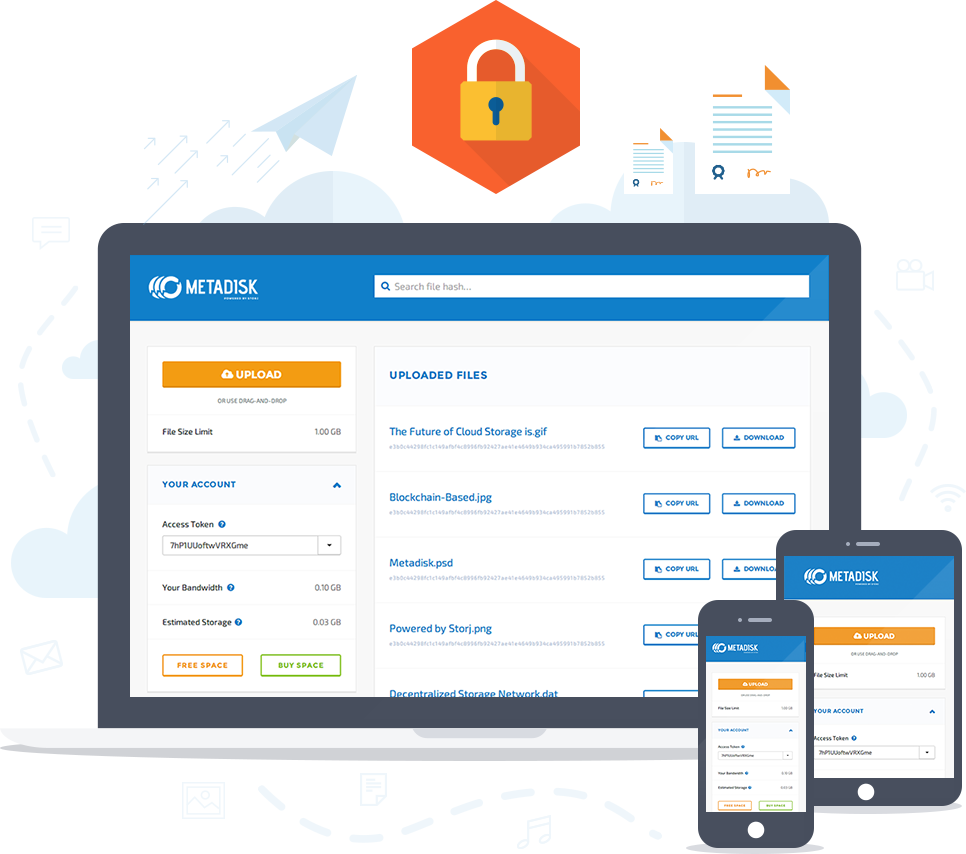 METADISK
POWERED BY STORJ
Search file hash...
UPLOAD
OR USE DRAG-AND-DROP
File Size Limit 1.00 GB
YOUR ACCOUNT
Access Token
7hP1UUoftwVRXGme
Your Bandwidth 0.10 GB
Estimated Storage 0.03 GB
FREE SPACE BUY SPACE
UPLOADED FILES
The Future of Cloud Storage is.gif
COPY URL DOWNLOAD
Blockchain-Based.jpg
COPY URL DOWNLOAD
Metadisk.psd
COPY URL
Powered by Storj.png
COPY URL
Decentralized Storage Network.dat
METADISK
UPLOAD
OR USE DRAG-AND-DROP
File Size Limit 1.00 GB
YOUR ACCOUNT
Access Token
7hP1UUoftwVRXGme
Your Bandwidth 0.10 GB
Estimated Storage 0.03 GB
FREE SPACE BUY SPACE
METADISK
UPLOAD
OR USE DRAG-AND-DROP
File Size Limit 1.00 GB
YOUR ACCOUNT
Access Token
7hP1UUoftwVRXGme